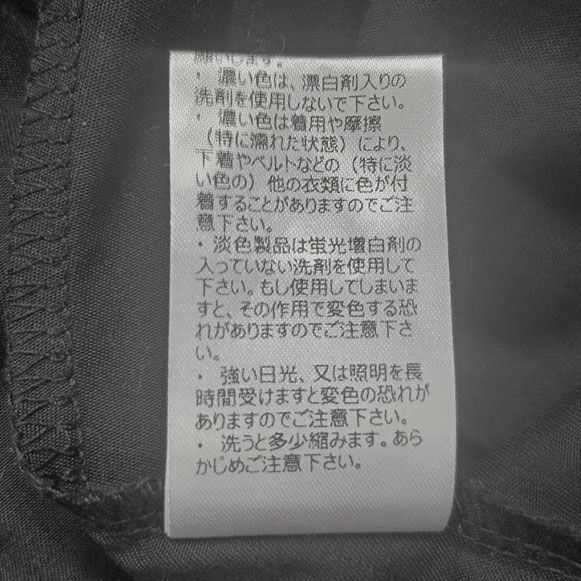 願いします。
・ 濃い色は、漂白剤入りの
洗剤を使用しないで下さい。
・ 濃い色は着用や摩擦
（特に濡れた状態）により、
下着やベルトなどの（特に淡
い色の）他の衣類に色が付
着することがありますのでご注
意下さい。
・淡色製品は蛍光増白剤の
入っていない洗剤を使用して
下さい。もし使用してしまいま
すと、その作用で変色する恐
れがありますのでご注意下さ
い。
・ 強い日光、又は照明を長
時間受けますと変色の恐れが
ありますのでご注意下さい。
・ 洗うと多少縮みます。あら
かじめご注意下さい。